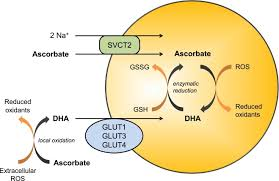 2 Na⁺
SVCT2
Ascorbate
Ascorbate
GSSG
ROS
enzymatic
reduction
Reduced
oxidants
DHA
GLUT1
GLUT3
GLUT4
GSH
DHA
Reduced
oxidants
local oxidation
Extracellular
ROS
Ascorbate